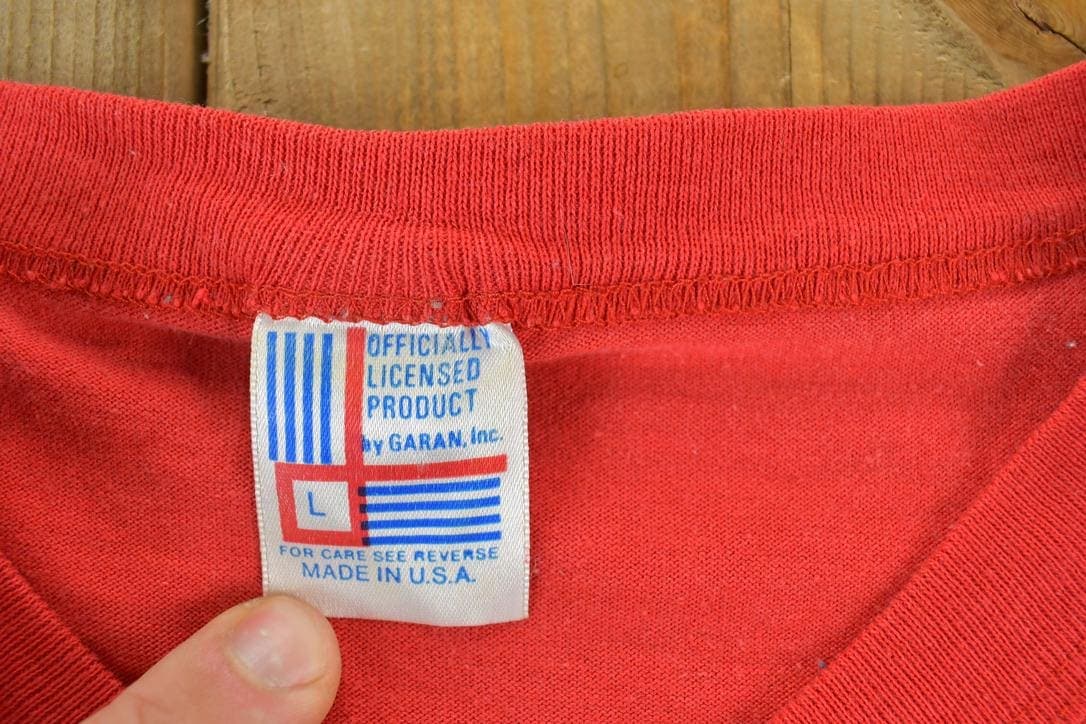 OFFICIALLY
LICENSED
PRODUCT
by GARAN, Inc.
L
FOR CARE SEE REVERSE
MADE IN U.S.A.